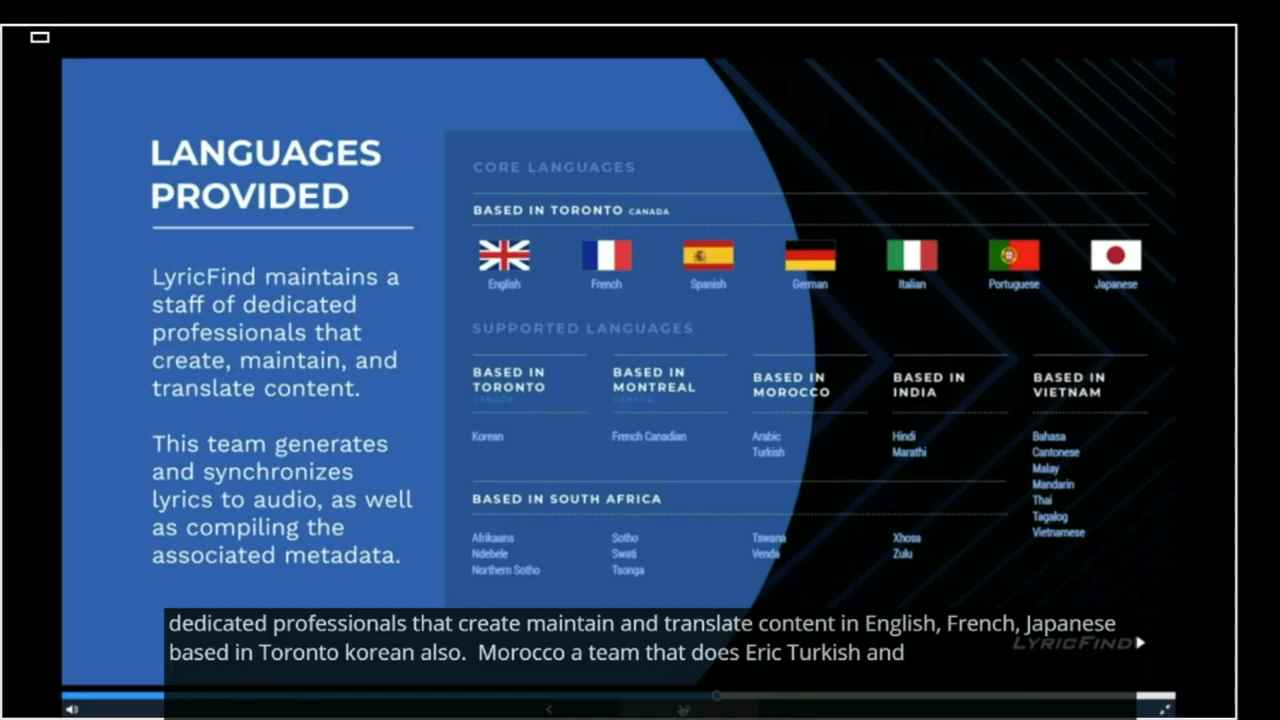 LANGUAGES
PROVIDED
LyricFind maintains a
staff of dedicated
professionals that
create, maintain, and
translate content.
This team generates
and synchronizes
lyrics to audio, as well
as compiling the
associated metadata.
CORE LANGUAGES
BASED IN TORONTO CANADA
English French Spanish German Italian Portuguese Japanese
SUPPORTED LANGUAGES
BASED IN
TORONTO
CANADA
Korean
BASED IN
MONTREAL
CANADA
French Canadian
BASED IN
MOROCCO
Arabic
Turkish
BASED IN
INDIA
Hindi
Marathi
BASED IN
VIETNAM
Bahasa
Cantonese
Malay
Mandarin
Thai
Tagalog
Vietnamese
BASED IN SOUTH AFRICA
Afrikaans
Ndebele
Northern Sotho
Sotho
Swati
Tsonga
Tswana
Venda
Xhosa
Zulu
LYRICFIND
dedicated professionals that create maintain and translate content in English, French, Japanese
based in Toronto korean also. Morocco a team that does Eric Turkish and